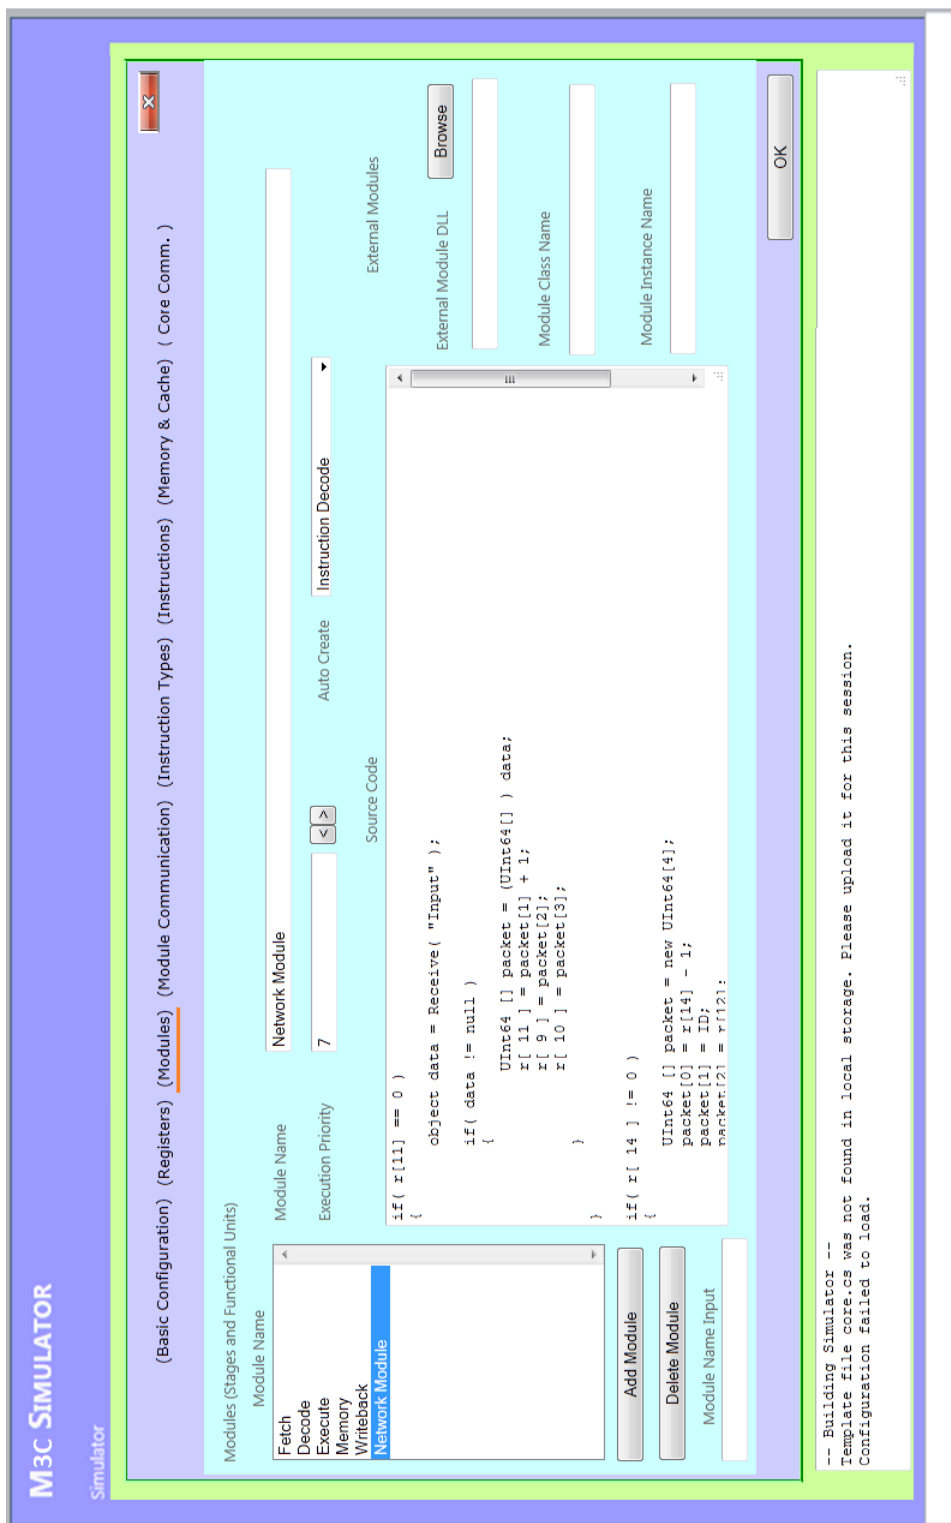 M3C SIMULATOR
Simulator
x
(Basic Configuration) (Registers) (Modules) (Module Communication) (Instruction Types) (Instructions) (Memory & Cache) ( Core Comm. )
Modules (Stages and Functional Units)
Module Name
Fetch
Decode
Execute
Memory
Writeback
Network Module
Add Module
Delete Module
Module Name Input
Module Name
Network Module
Execution Priority
7
< >
Auto Create
Instruction Decode
Source Code
if( r[11] == 0 )
{
object data = Receive( "Input" );
if( data != null )
{
UInt64 [] packet = (UInt64[] ) data;
r[ 11 ] = packet[1] + 1;
r[ 9 ] = packet[2];
r[ 10 ] = packet[3];
}
}
if( r[ 14 ] != 0 )
{
UInt64 [] packet = new UInt64[4];
packet[0] = r[14] - 1;
packet[1] = ID;
packet[2] = r[12];
External Modules
External Module DLL
Browse
Module Class Name
Module Instance Name
OK
-- Building Simulator --
Template file core.cs was not found in local storage. Please upload it for this session.
Configuration failed to load.